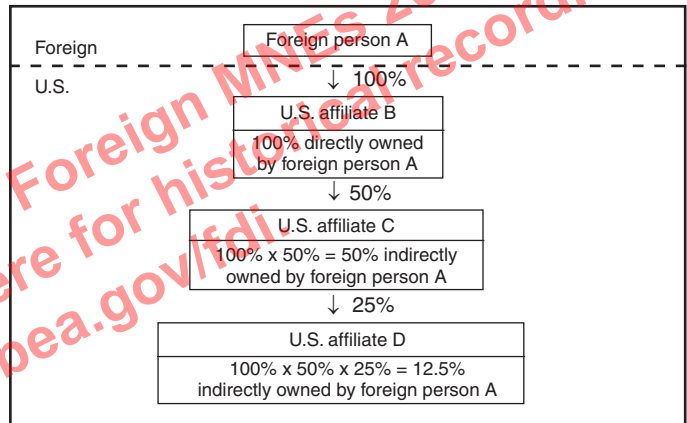 Foreign
Foreign person A
U.S.
↓ 100%
U.S. affiliate B
100% directly owned
by foreign person A
↓ 50%
U.S. affiliate C
100% x 50% = 50% indirectly
owned by foreign person A
↓ 25%
U.S. affiliate D
100% x 50% x 25% = 12.5%
indirectly owned by foreign person A
Foreign MNEs
for historical record
bea.gov/fdi.